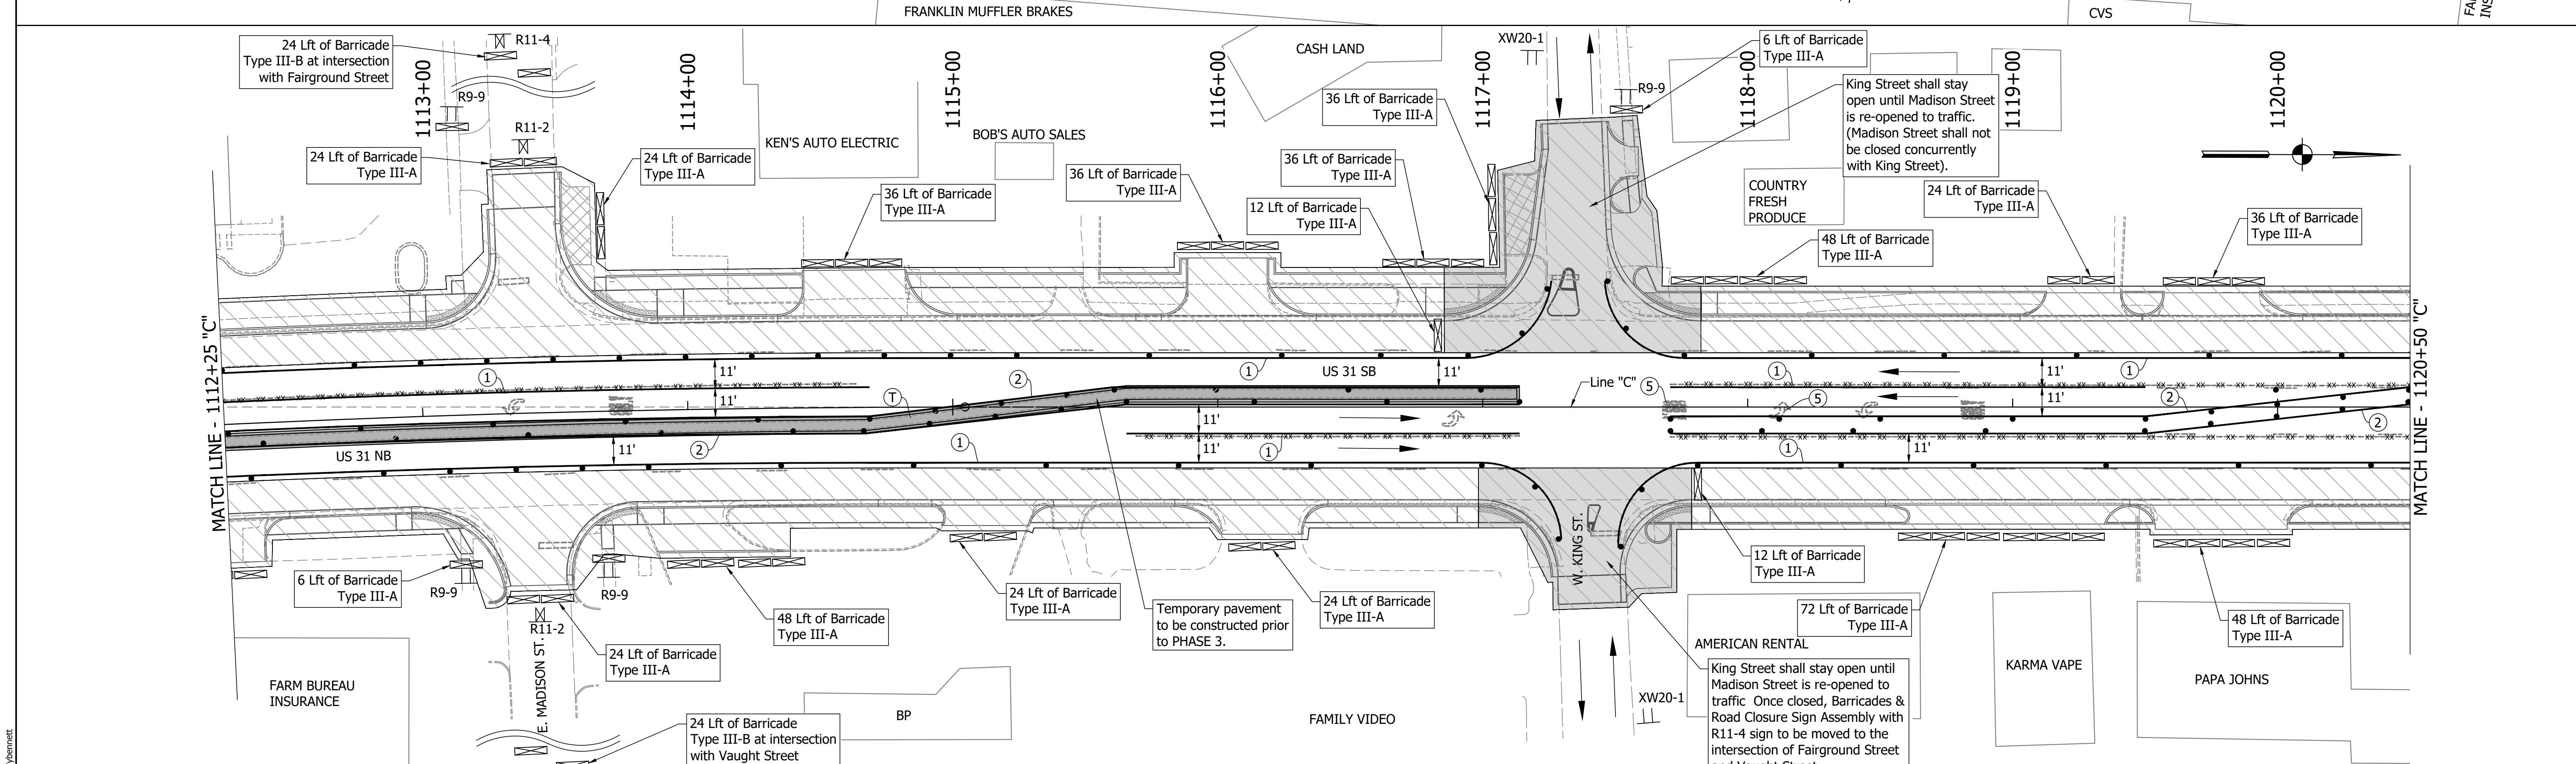 FRANKLIN MUFFLER BRAKES
CVS
24 Lft of Barricade
Type III-B at intersection
with Fairground Street
R11-4
R9-9
R11-2
24 Lft of Barricade
Type III-A
24 Lft of Barricade
Type III-A
1113+00
1114+00
1115+00
1116+00
1117+00
1118+00
1119+00
1120+00
KEN'S AUTO ELECTRIC
BOB'S AUTO SALES
CASH LAND
36 Lft of Barricade
Type III-A
36 Lft of Barricade
Type III-A
36 Lft of Barricade
Type III-A
36 Lft of Barricade
Type III-A
12 Lft of Barricade
Type III-A
XW20-1
R9-9
6 Lft of Barricade
Type III-A
King Street shall stay
open until Madison Street
is re-opened to traffic.
(Madison Street shall not
be closed concurrently
with King Street).
COUNTRY
FRESH
PRODUCE
24 Lft of Barricade
Type III-A
48 Lft of Barricade
Type III-A
36 Lft of Barricade
Type III-A
MATCH LINE - 1112+25 "C"
MATCH LINE - 1120+50 "C"
1
11'
11'
T
2
1
US 31 SB
11'
Line "C"
5
5
1
11'
1
2
2
US 31 NB
11'
2
1
11'
11'
1
1
11'
6 Lft of Barricade
Type III-A
R9-9
R9-9
R11-2
E. MADISON ST.
24 Lft of Barricade
Type III-A
48 Lft of Barricade
Type III-A
24 Lft of Barricade
Type III-A
Temporary pavement
to be constructed prior
to PHASE 3.
24 Lft of Barricade
Type III-A
W. KING ST.
12 Lft of Barricade
Type III-A
72 Lft of Barricade
Type III-A
48 Lft of Barricade
Type III-A
AMERICAN RENTAL
King Street shall stay open until
Madison Street is re-opened to
traffic Once closed, Barricades &
Road Closure Sign Assembly with
R11-4 sign to be moved to the
intersection of Fairground Street
XW20-1
KARMA VAPE
PAPA JOHNS
FARM BUREAU
INSURANCE
24 Lft of Barricade
Type III-B at intersection
with Vaught Street
BP
FAMILY VIDEO
ybennett